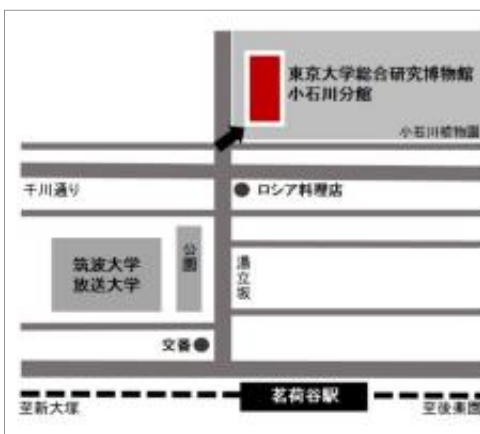 東京大学総合研究博物館
小石川分館
小石川植物園
千川通り
ロシア料理店
公園
筑波大学
放送大学
湯立坂
交番
茗荷谷駅
至新大塚
至後楽園